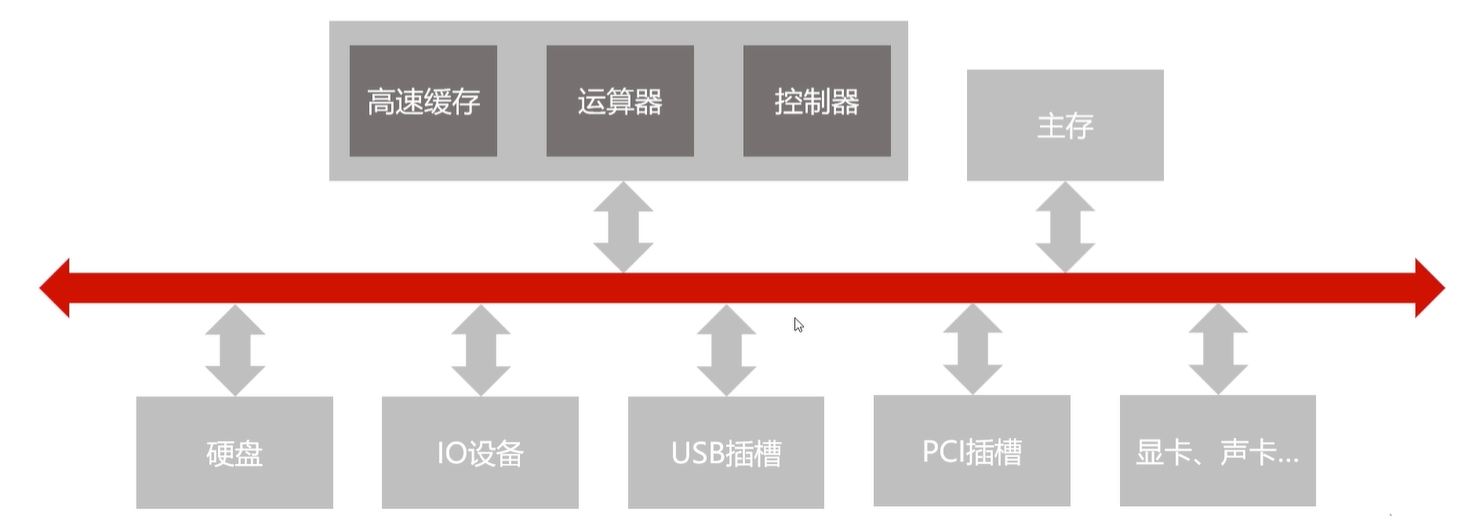 高速缓存
运算器
控制器
主存
硬盘
IO设备
USB插槽
PCI插槽
显卡、声卡...